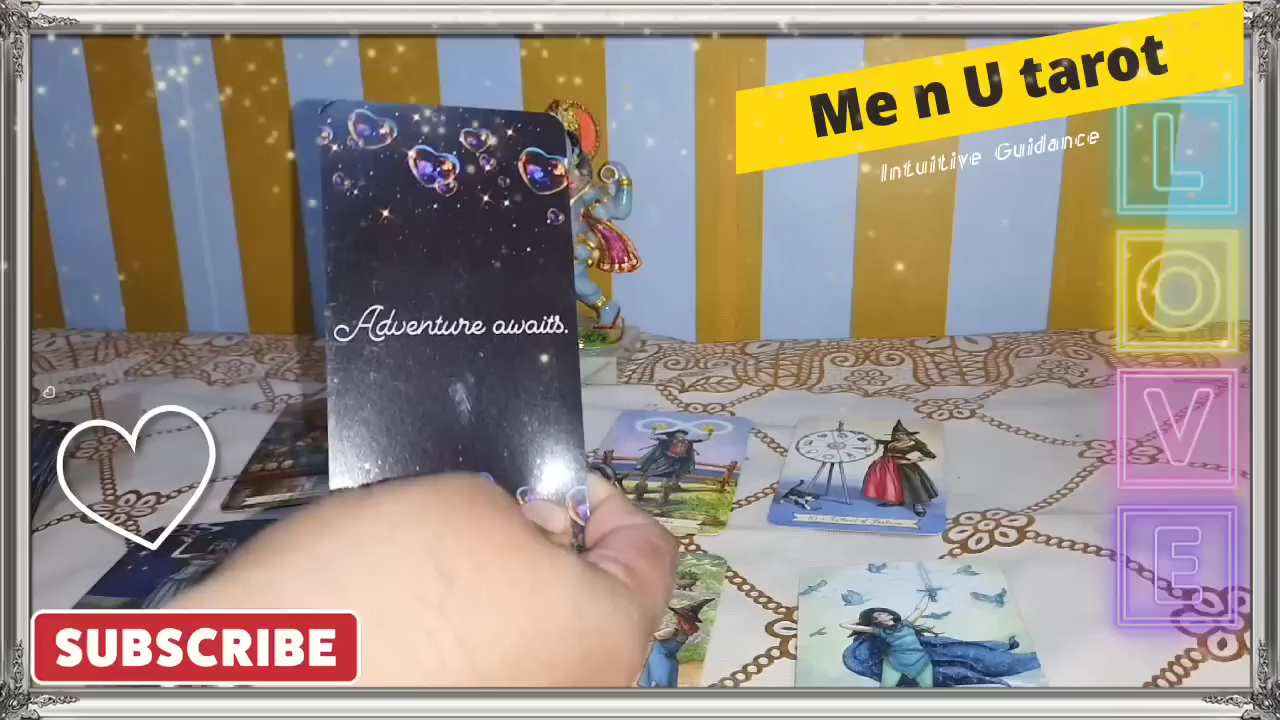 Me n U tarot
Intuitive Guidance
L
O
V
E
Adventure awaits.
SUBSCRIBE